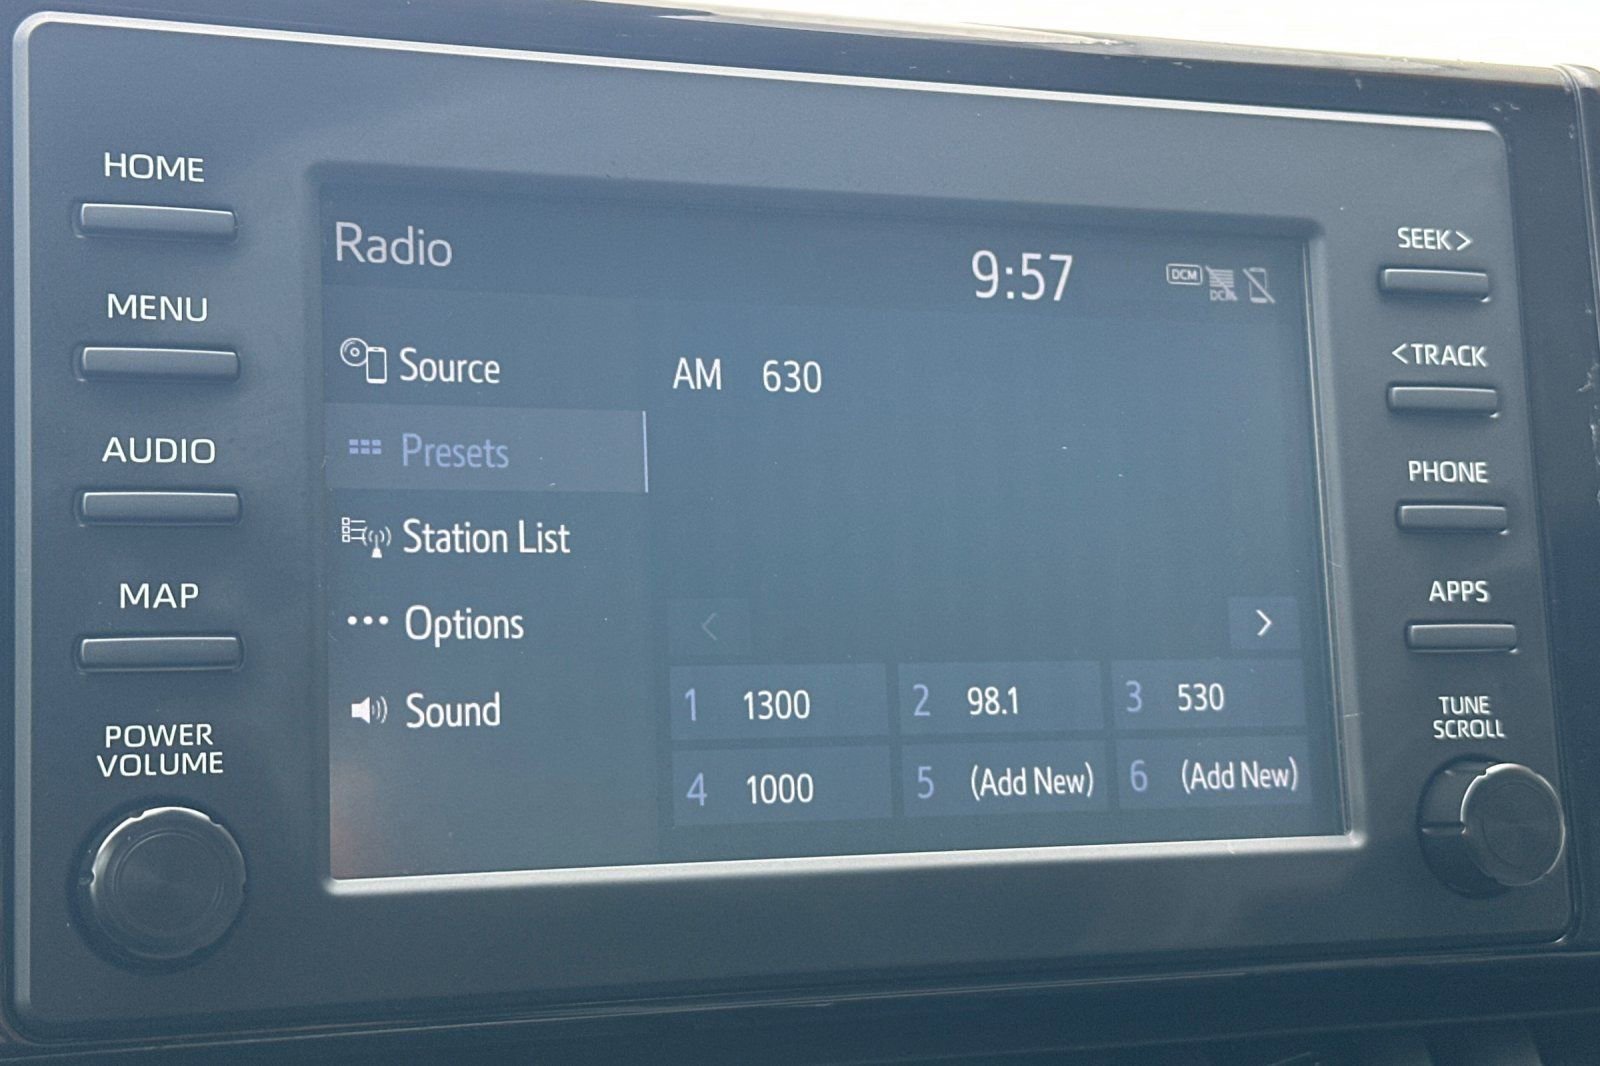 HOME
MENU
AUDIO
MAP
POWER
VOLUME
Radio
9:57
DCM
DCM
Source
Presets
Station List
Options
Sound
AM 630
<
>
1 1300
2 98.1
3 530
4 1000
5 (Add New)
6 (Add New)
SEEK>
<TRACK
PHONE
APPS
TUNE
SCROLL